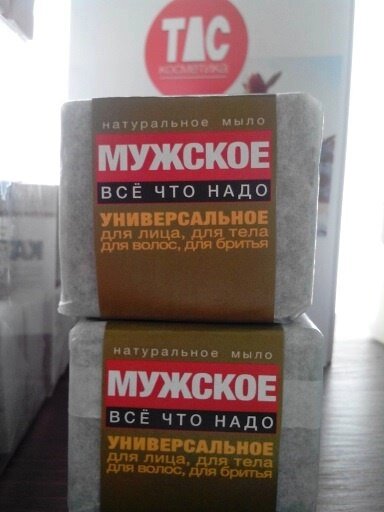 ТДС
косметика
натуральное мыло
МУЖСКОЕ
ВСЁ ЧТО НАДО
УНИВЕРСАЛЬНОЕ
для лица, для тела
для волос, для бритья
натуральное мыло
МУЖСКОЕ
ВСЁ ЧТО НАДО
УНИВЕРСАЛЬНОЕ
для лица, для тела
для волос, для бритья